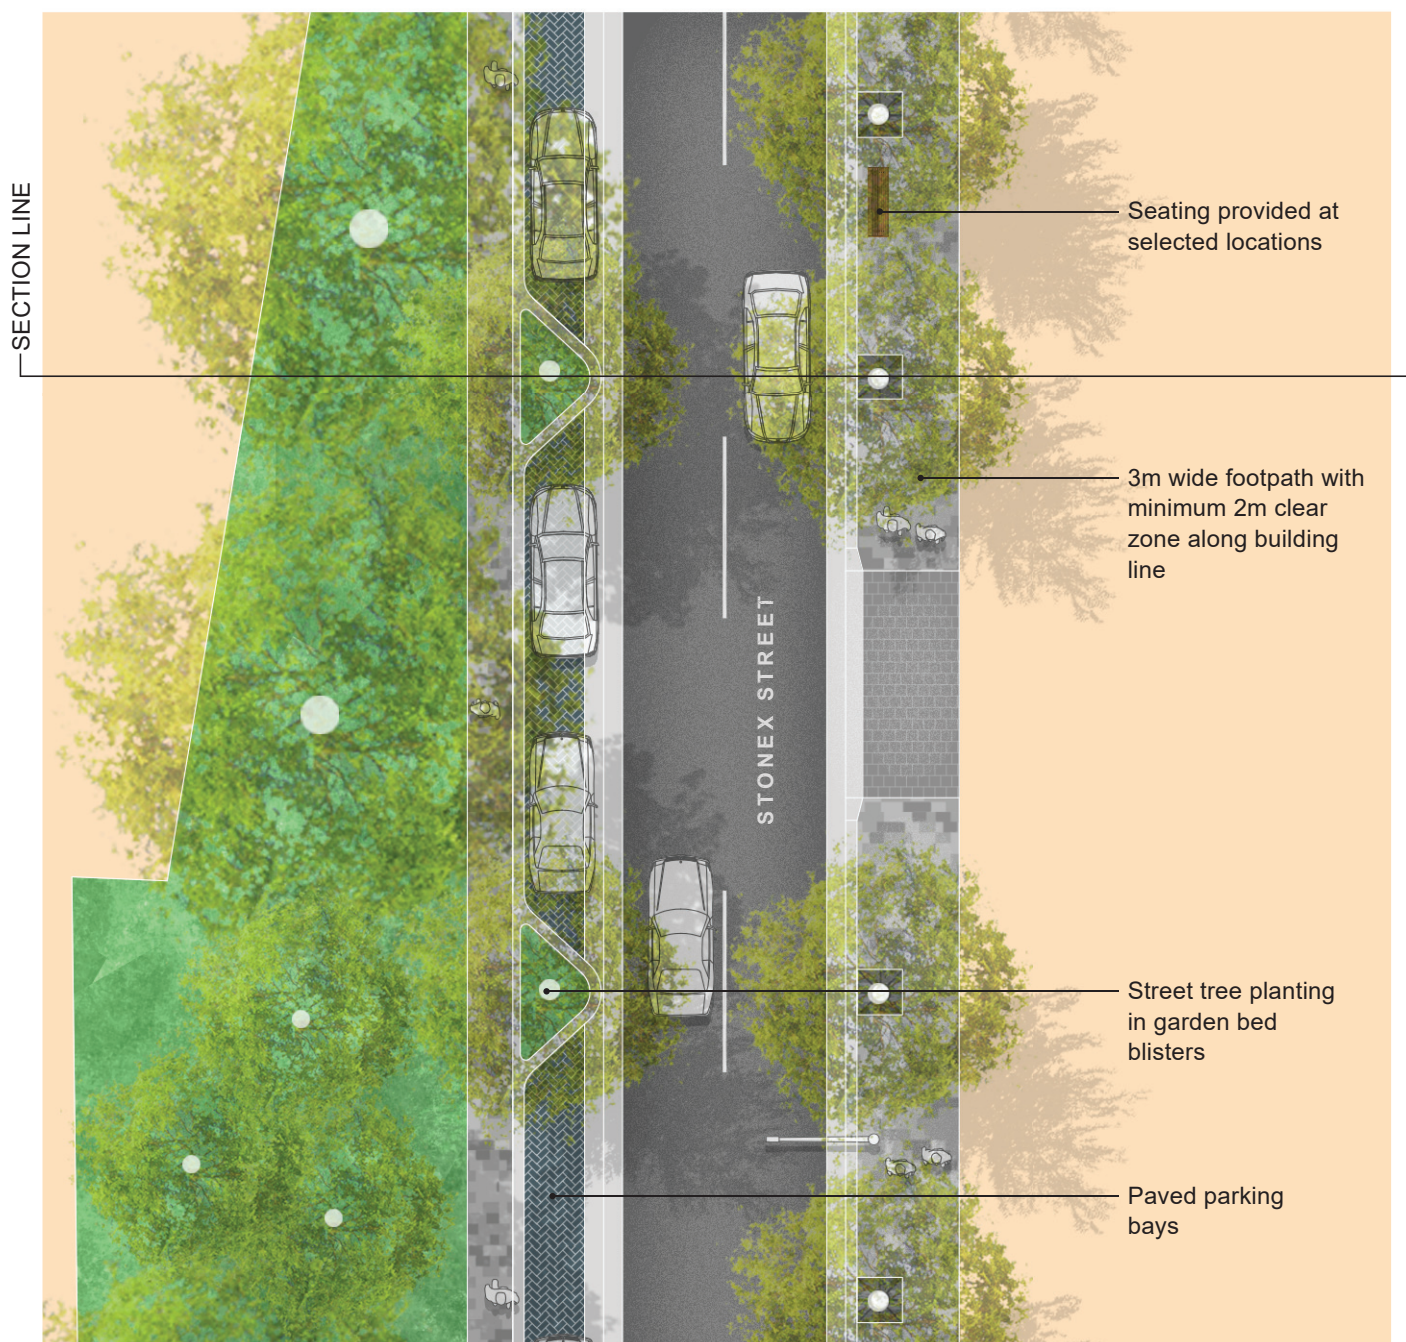 SECTION LINE
Seating provided at
selected locations
3m wide footpath with
minimum 2m clear
zone along building
line
STONEX STREET
Street tree planting
in garden bed
blisters
Paved parking
bays